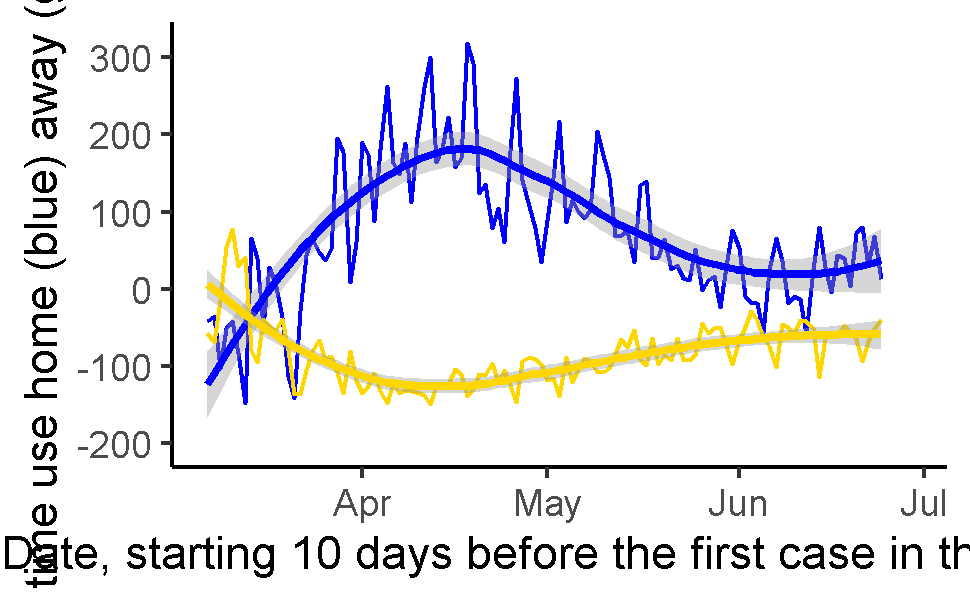 time use home (blue) away (
300
200
100
0
-100
-200
Apr May Jun Jul
Date, starting 10 days before the first case in th